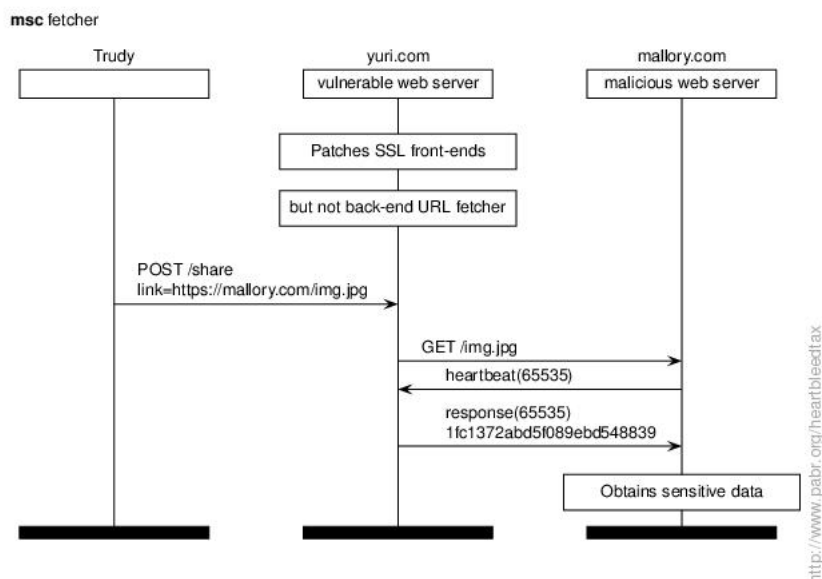 msc fetcher
Trudy
yuri.com
mallory.com
vulnerable web server
malicious web server
Patches SSL front-ends
but not back-end URL fetcher
POST /share
link=https://mallory.com/img.jpg
GET /img.jpg
heartbeat(65535)
response(65535)
1fc1372abd5f089ebd548839
Obtains sensitive data
http://www.pabr.org/heartbleedtax